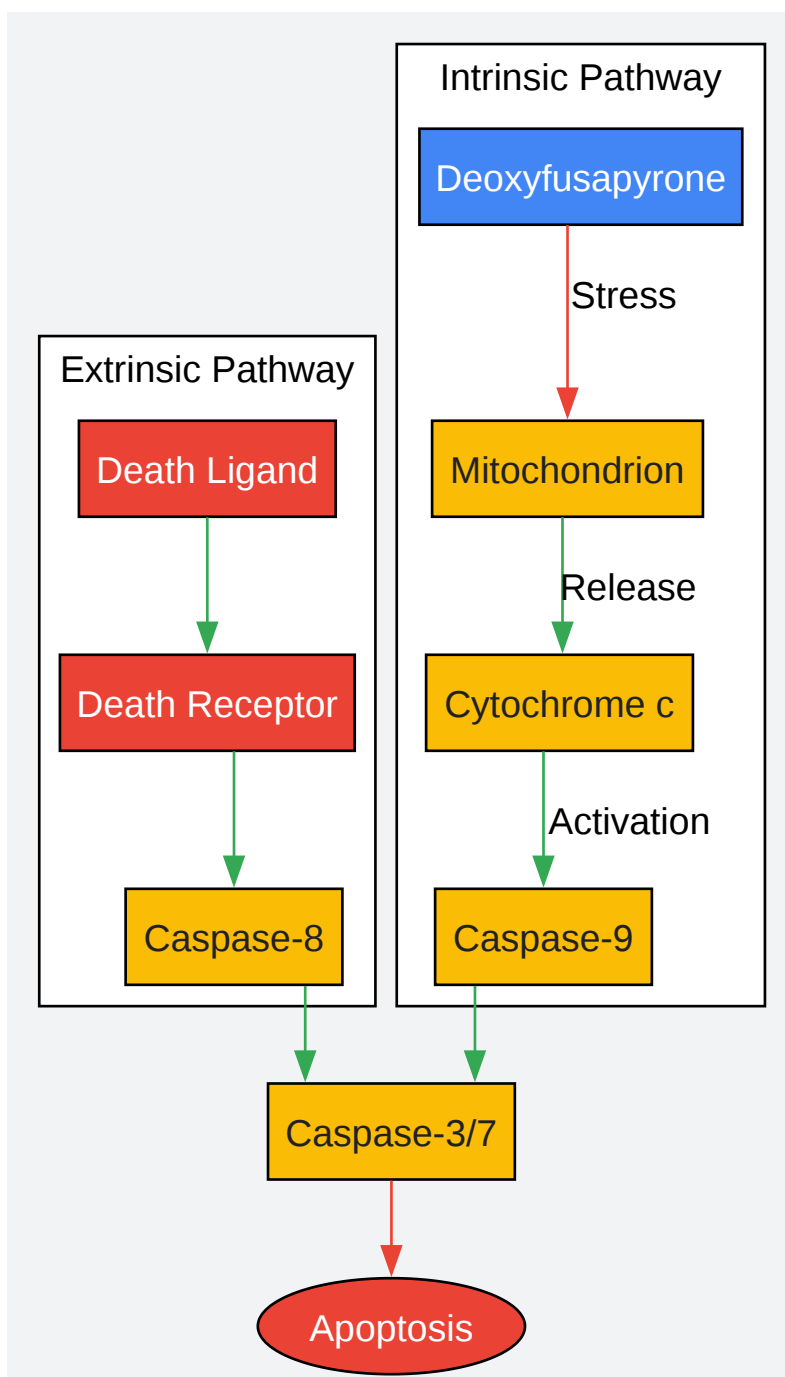 Intrinsic Pathway
Deoxyfusapyrone
Stress
Extrinsic Pathway
Death Ligand
Mitochondrion
Release
Death Receptor
Cytochrome c
Activation
Caspase-8
Caspase-9
Caspase-3/7
Apoptosis